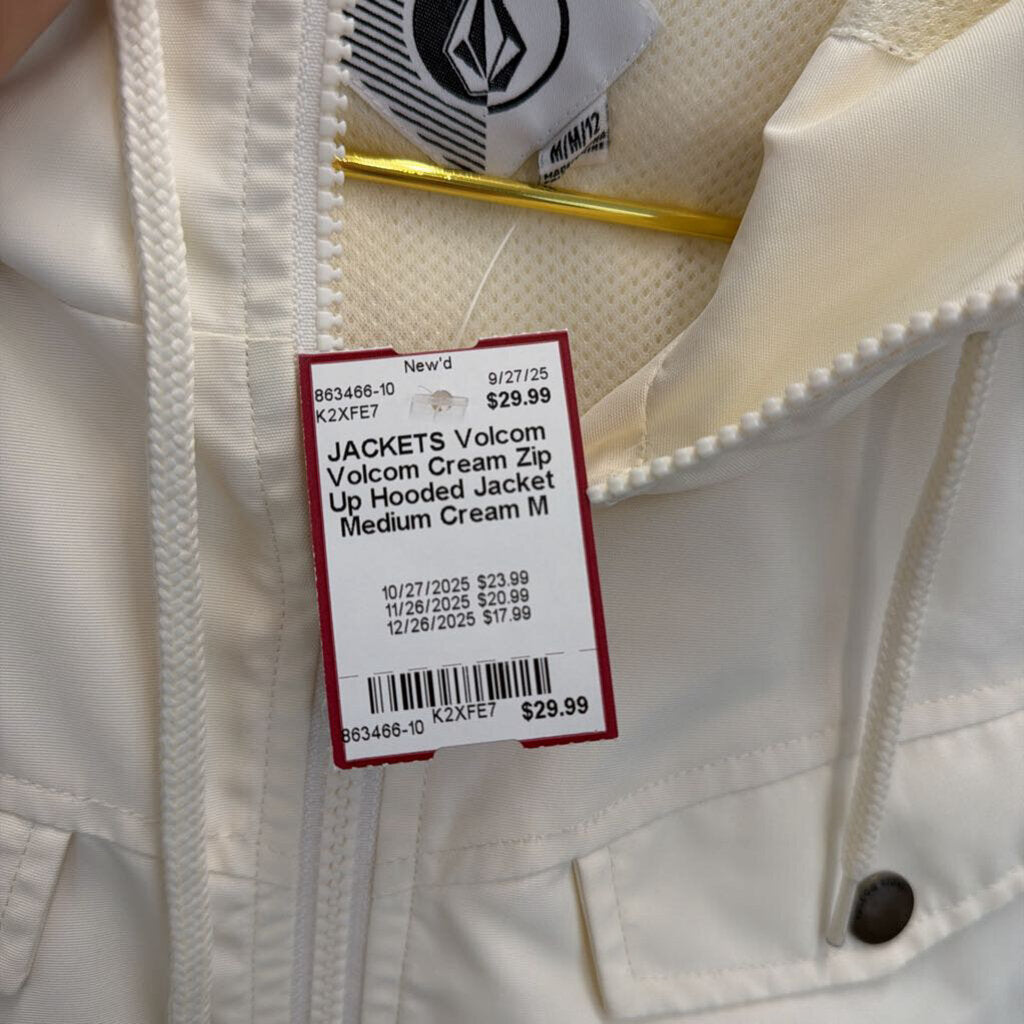 M/M/12
New'd
863466-10 9/27/25
K2XFE7 $29.99
JACKETS Volcom
Volcom Cream Zip
Up Hooded Jacket
Medium Cream M
10/27/2025 $23.99
11/26/2025 $20.99
12/26/2025 $17.99
863466-10 K2XFE7 $29.99